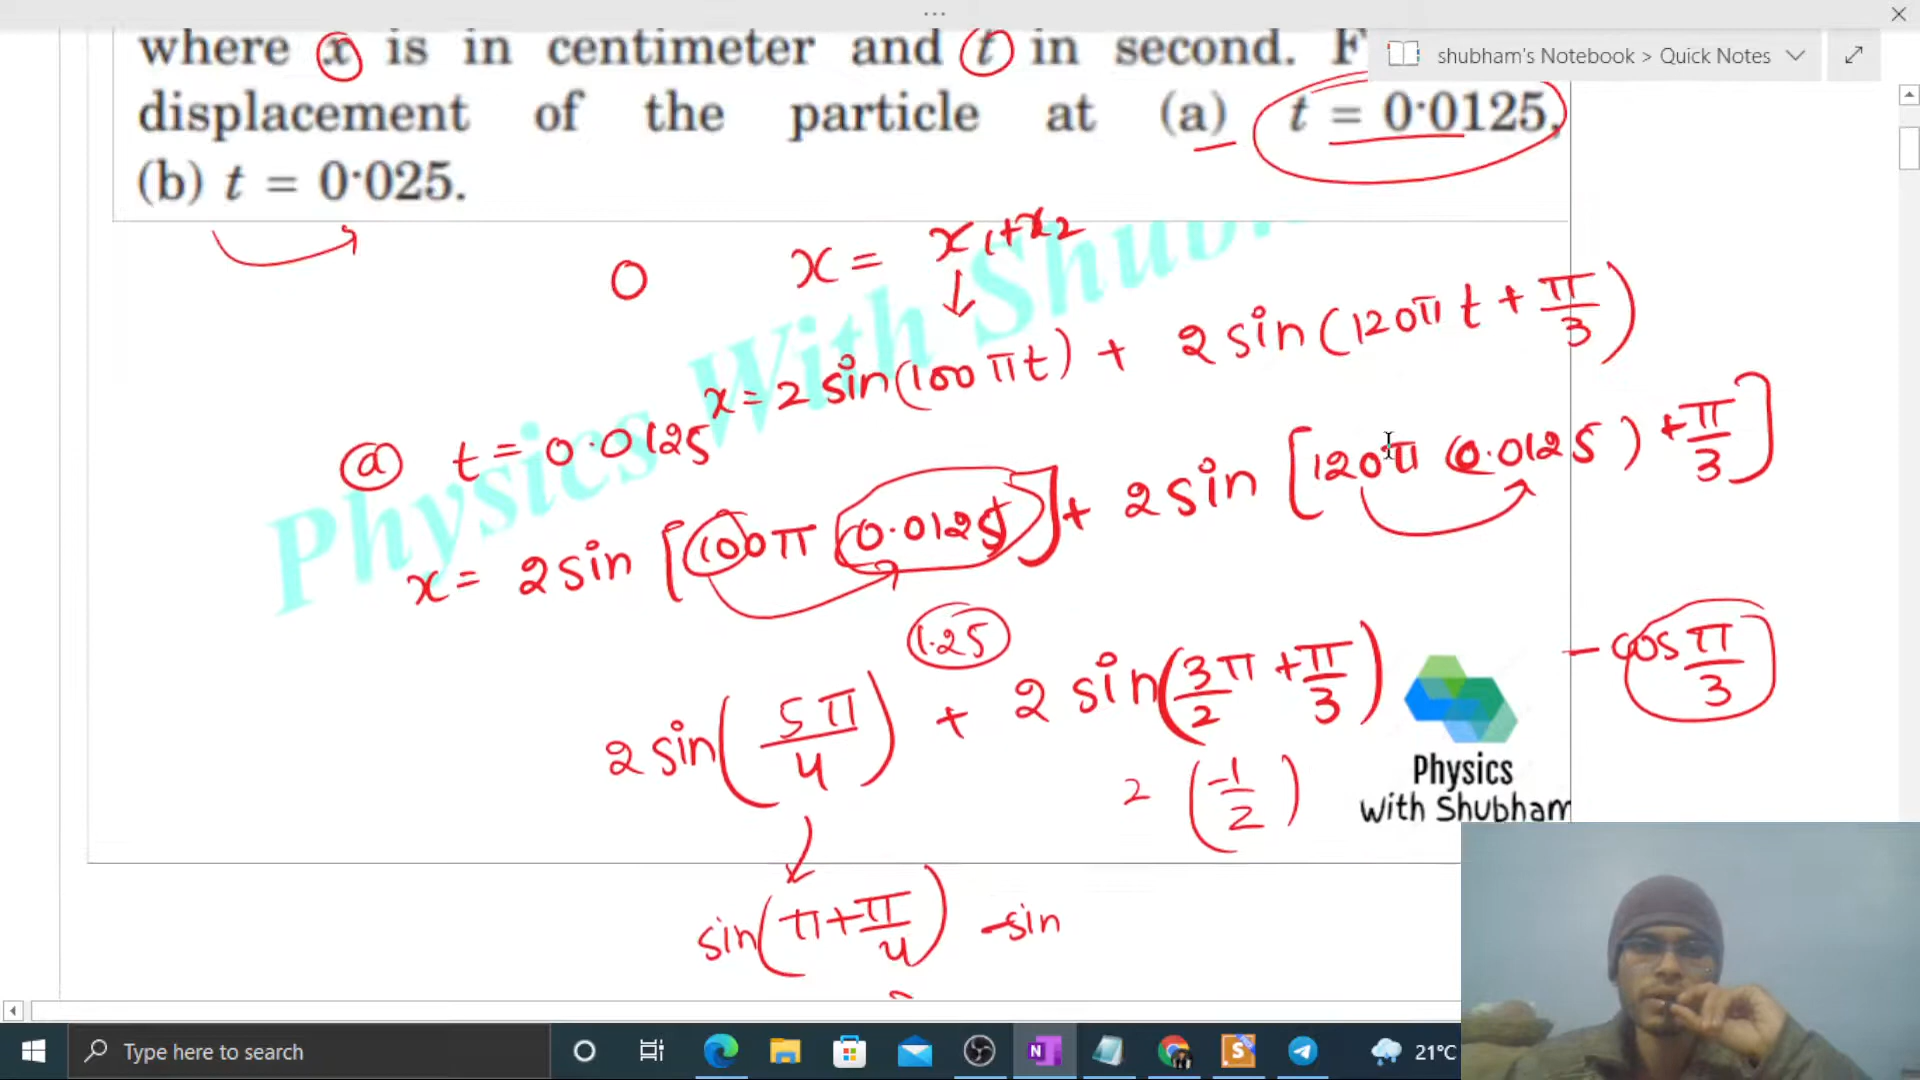 shubham's Notebook > Quick Notes
where x is in centimeter and t in second. F
displacement of the particle at (a) t = 0·0125,
(b) t = 0·025.
Physics With Shubh
0 x = x1+x2
x = 2 sin(100πt) + 2 sin(120πt + π/3)
(a) t = 0.0125
x = 2 sin [100π 0.0125] + 2 sin [120π (0.0125) + π/3]
1.25
2 sin(5π/4) + 2 sin(3/2 π + π/3) - cos π/3
2 (-1/2)
Physics
With Shubham
sin(π + π/4) -sin
Type here to search
21°C